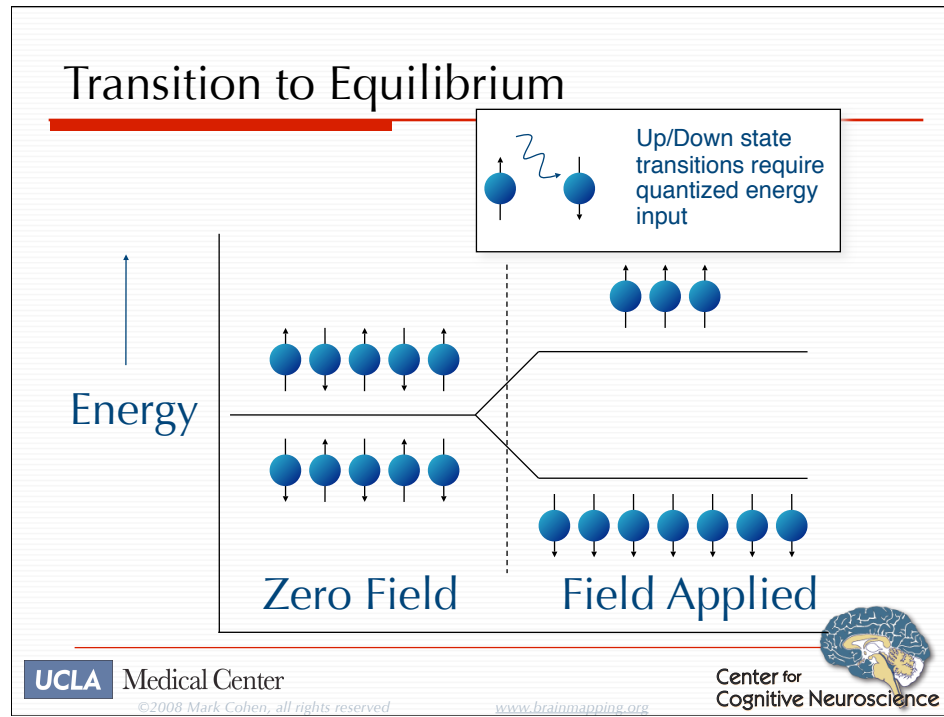 Transition to Equilibrium
Up/Down state
transitions require
quantized energy
input
Energy
Zero Field
Field Applied
UCLA Medical Center
Center for
Cognitive Neuroscience
©2008 Mark Cohen, all rights reserved
www.brainmapping.org